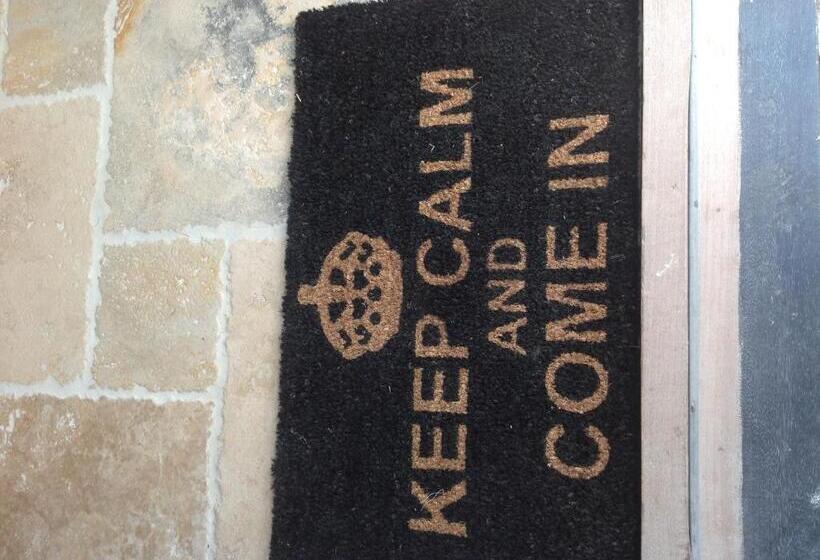 KEEP CALM
AND
COME IN